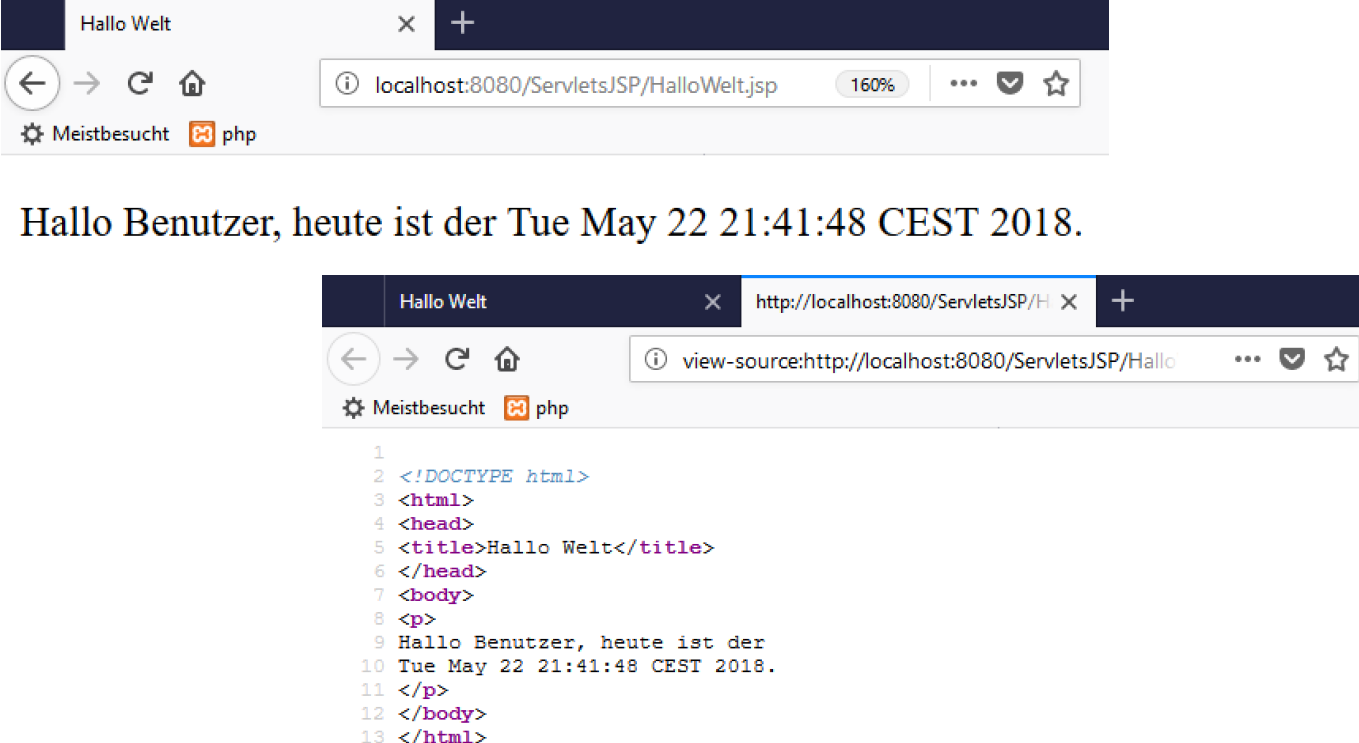 Hallo Welt
localhost:8080/ServletsJSP/HalloWelt.jsp 160%
Meistbesucht php
Hallo Benutzer, heute ist der Tue May 22 21:41:48 CEST 2018.
Hallo Welt http://localhost:8080/ServletsJSP/H
view-source:http://localhost:8080/ServletsJSP/Hallo
Meistbesucht php
1
2 <!DOCTYPE html>
3 <html>
4 <head>
5 <title>Hallo Welt</title>
6 </head>
7 <body>
8 <p>
9 Hallo Benutzer, heute ist der
10 Tue May 22 21:41:48 CEST 2018.
11 </p>
12 </body>
13 </html>